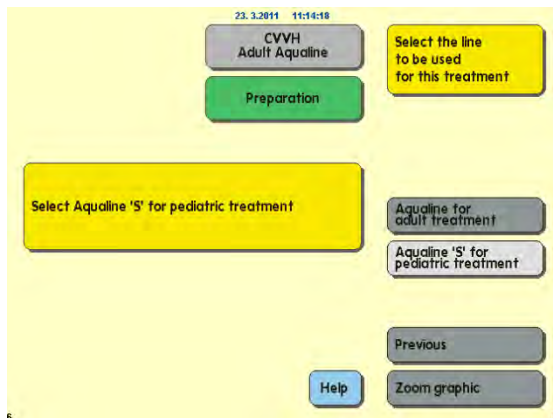 23. 3.2011 11:14:18
CVVH
Adult Aqualine
Select the line
to be used
for this treatment
Preparation
Select Aqualine 'S' for pediatric treatment
Aqualine for
adult treatment
Aqualine 'S' for
pediatric treatment
Previous
Help
Zoom graphic